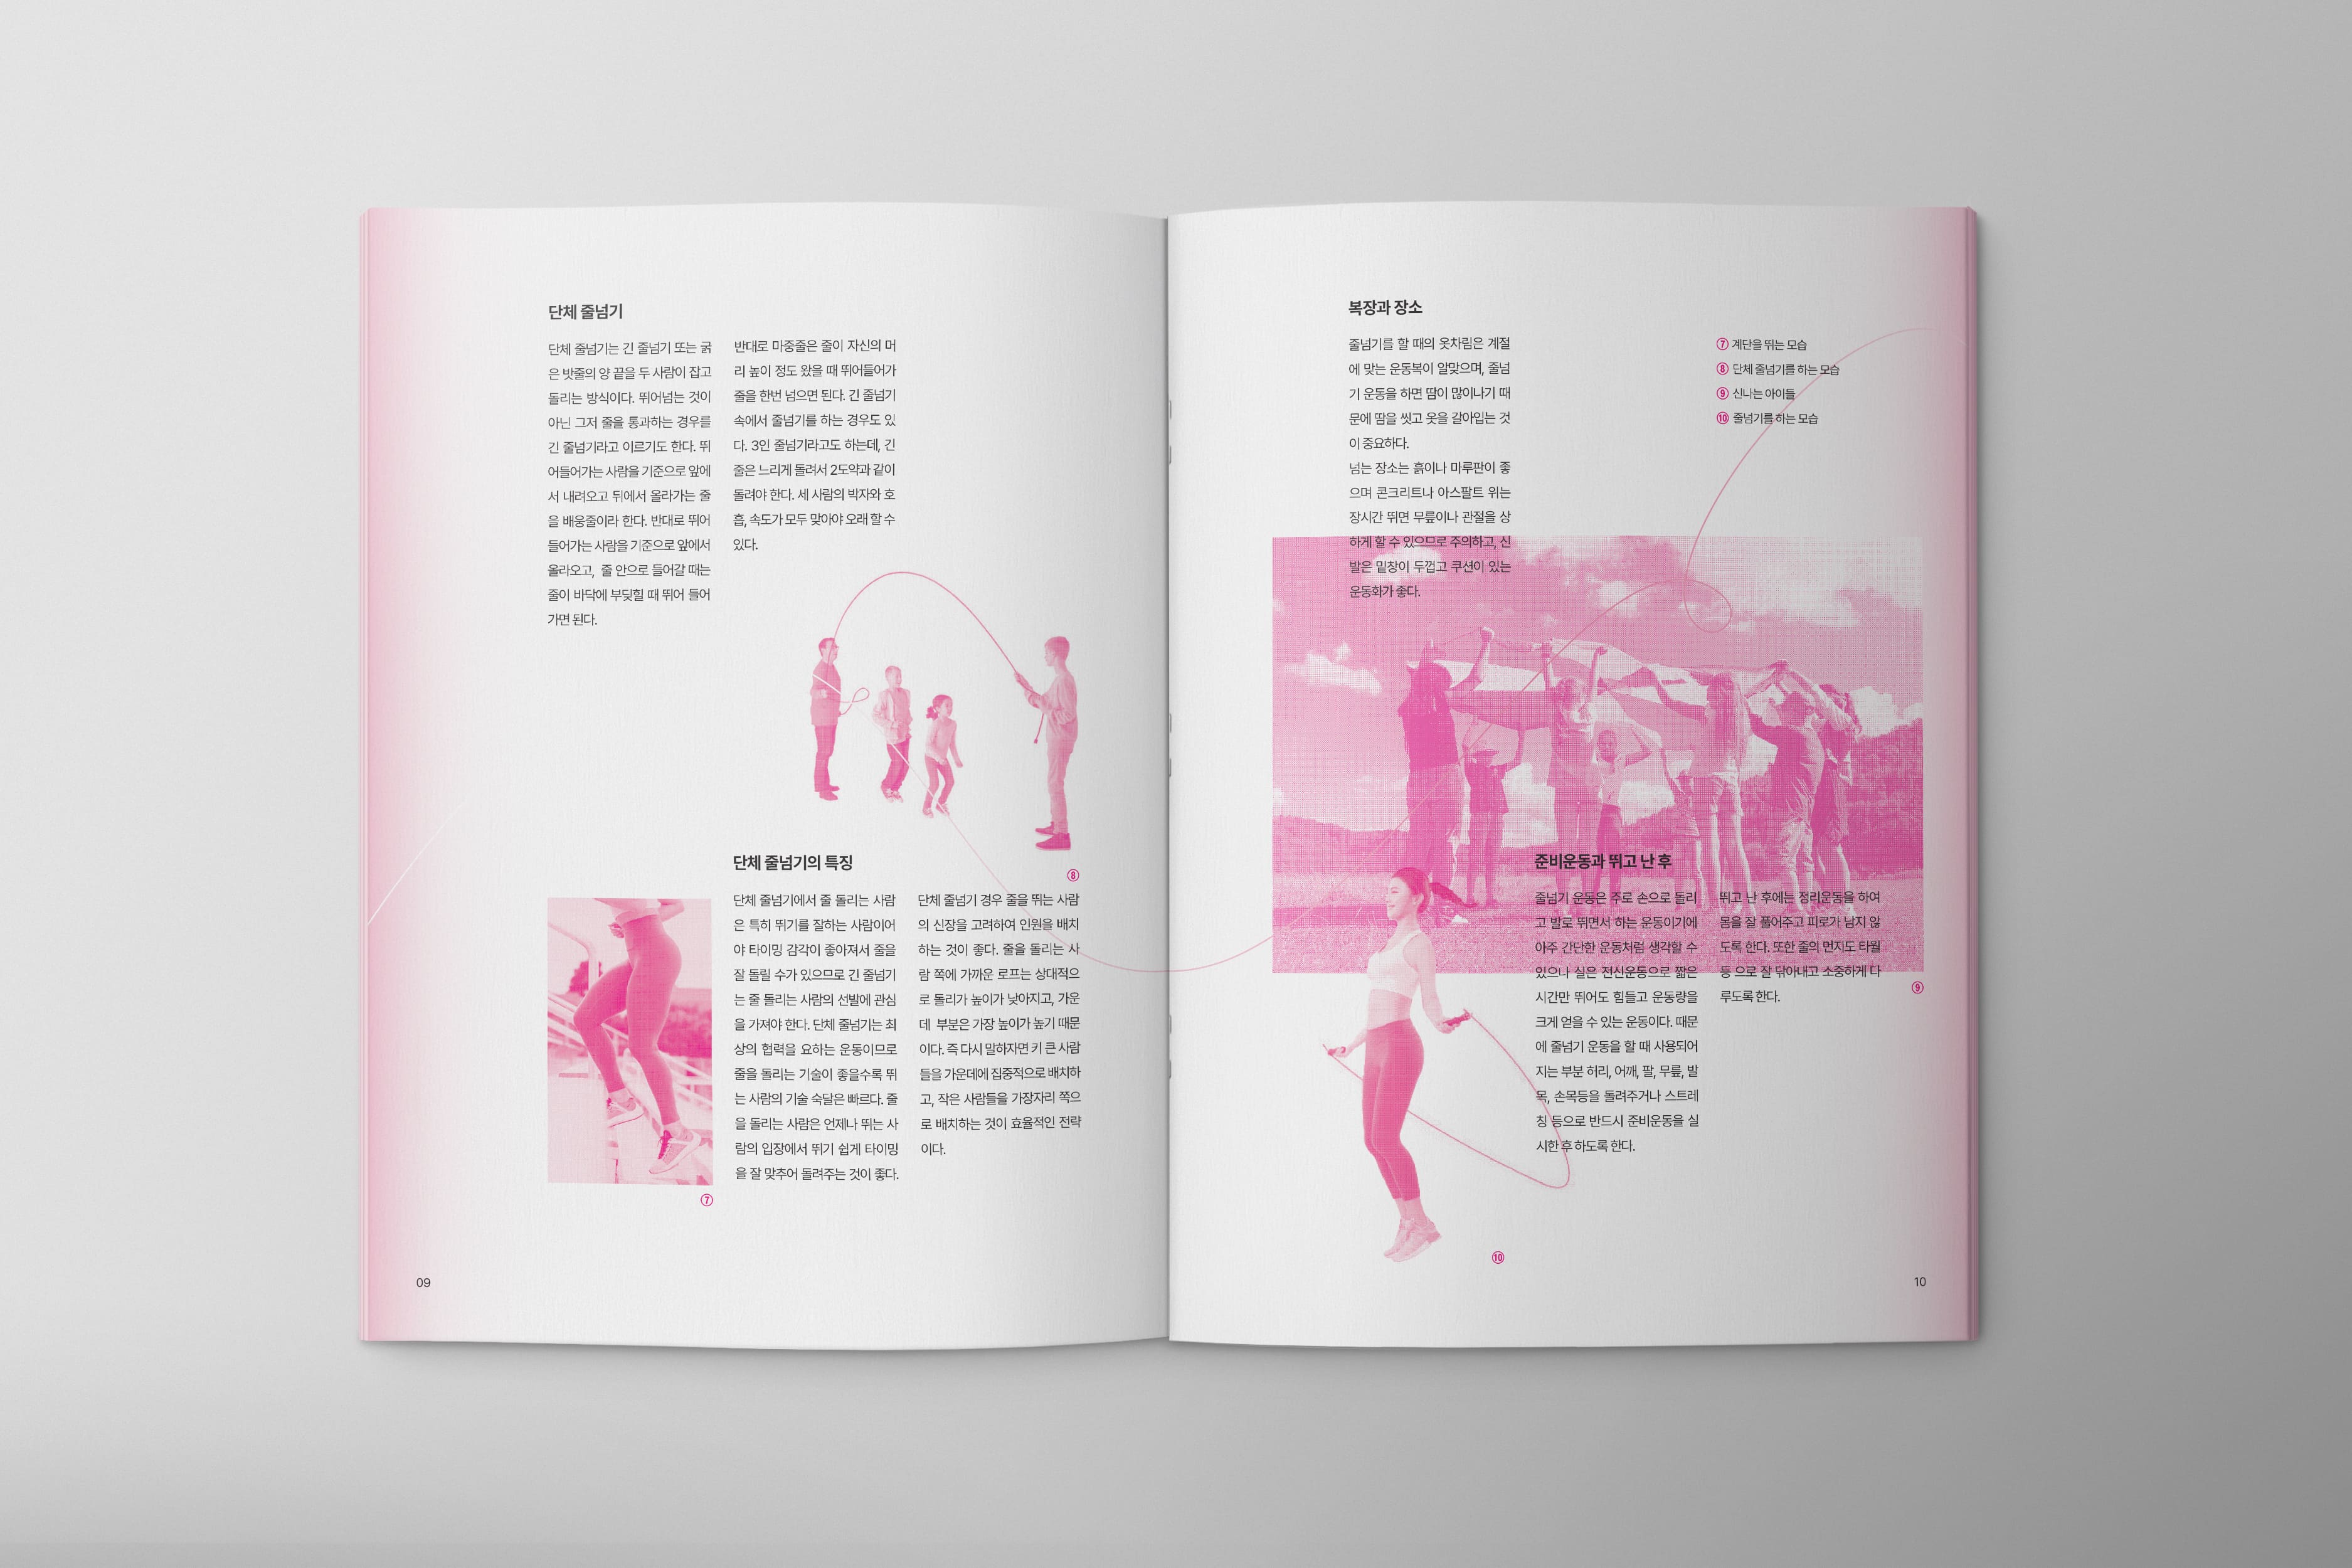 단체 줄넘기
단체 줄넘기는 긴 줄넘기 또는 굵
은 밧줄의 양 끝을 두 사람이 잡고
돌리는 방식이다. 뛰어넘는 것이
아닌 그저 줄을 통과하는 경우를
긴 줄넘기라고 이르기도 한다. 뛰
어들어가는 사람을 기준으로 앞에
서 내려오고 뒤에서 올라가는 줄
을 배웅줄이라 한다. 반대로 뛰어
들어가는 사람을 기준으로 앞에서
올라오고, 줄 안으로 들어갈 때는
줄이 바닥에 부딪힐 때 뛰어 들어
가면 된다.
반대로 마중줄은 줄이 자신의 머
리 높이 정도 왔을 때 뛰어들어가
줄을 한번 넘으면 된다. 긴 줄넘기
속에서 줄넘기를 하는 경우도 있
다. 3인 줄넘기라고도 하는데, 긴
줄은 느리게 돌려서 2도약과 같이
돌려야 한다. 세 사람의 박자와 호
흡, 속도가 모두 맞아야 오래 할 수
있다.
⑧
단체 줄넘기의 특징
단체 줄넘기에서 줄 돌리는 사람
은 특히 뛰기를 잘하는 사람이어
야 타이밍 감각이 좋아져서 줄을
잘 돌릴 수가 있으므로 긴 줄넘기
는 줄 돌리는 사람의 선발에 관심
을 가져야 한다. 단체 줄넘기는 최
상의 협력을 요하는 운동이므로
줄을 돌리는 기술이 좋을수록 뛰
는 사람의 기술 숙달은 빠르다. 줄
을 돌리는 사람은 언제나 뛰는 사
람의 입장에서 뛰기 쉽게 타이밍
을 잘 맞추어 돌려주는 것이 좋다.
단체 줄넘기 경우 줄을 뛰는 사람
의 신장을 고려하여 인원을 배치
하는 것이 좋다. 줄을 돌리는 사
람 쪽에 가까운 로프는 상대적으
로 돌리가 높이가 낮아지고, 가운
데 부분은 가장 높이가 높기 때문
이다. 즉 다시 말하자면 키 큰 사람
들을 가운데에 집중적으로 배치하
고, 작은 사람들을 가장자리 쪽으
로 배치하는 것이 효율적인 전략
이다.
⑦
09
복장과 장소
줄넘기를 할 때의 옷차림은 계절
에 맞는 운동복이 알맞으며, 줄넘
기 운동을 하면 땀이 많이나기 때
문에 땀을 씻고 옷을 갈아입는 것
이 중요하다.
넘는 장소는 흙이나 마루판이 좋
으며 콘크리트나 아스팔트 위는
장시간 뛰면 무릎이나 관절을 상
하게 할 수 있으므로 주의하고, 신
발은 밑창이 두껍고 쿠션이 있는
운동화가 좋다.
⑦ 계단을 뛰는 모습
⑧ 단체 줄넘기를 하는 모습
⑨ 신나는 아이들
⑩ 줄넘기를 하는 모습
준비운동과 뛰고 난 후
줄넘기 운동은 주로 손으로 돌리
고 발로 뛰면서 하는 운동이기에
아주 간단한 운동처럼 생각할 수
있으나 실은 전신운동으로 짧은
시간만 뛰어도 힘들고 운동량을
크게 얻을 수 있는 운동이다. 때문
에 줄넘기 운동을 할 때 사용되어
지는 부분 허리, 어깨, 팔, 무릎, 발
목, 손목등을 돌려주거나 스트레
칭 등으로 반드시 준비운동을 실
시한 후 하도록 한다.
뛰고 난 후에는 정리운동을 하여
몸을 잘 풀어주고 피로가 남지 않
도록 한다. 또한 줄의 먼지도 타월
등 으로 잘 닦아내고 소중하게 다
루도록 한다.
⑨
⑩
10